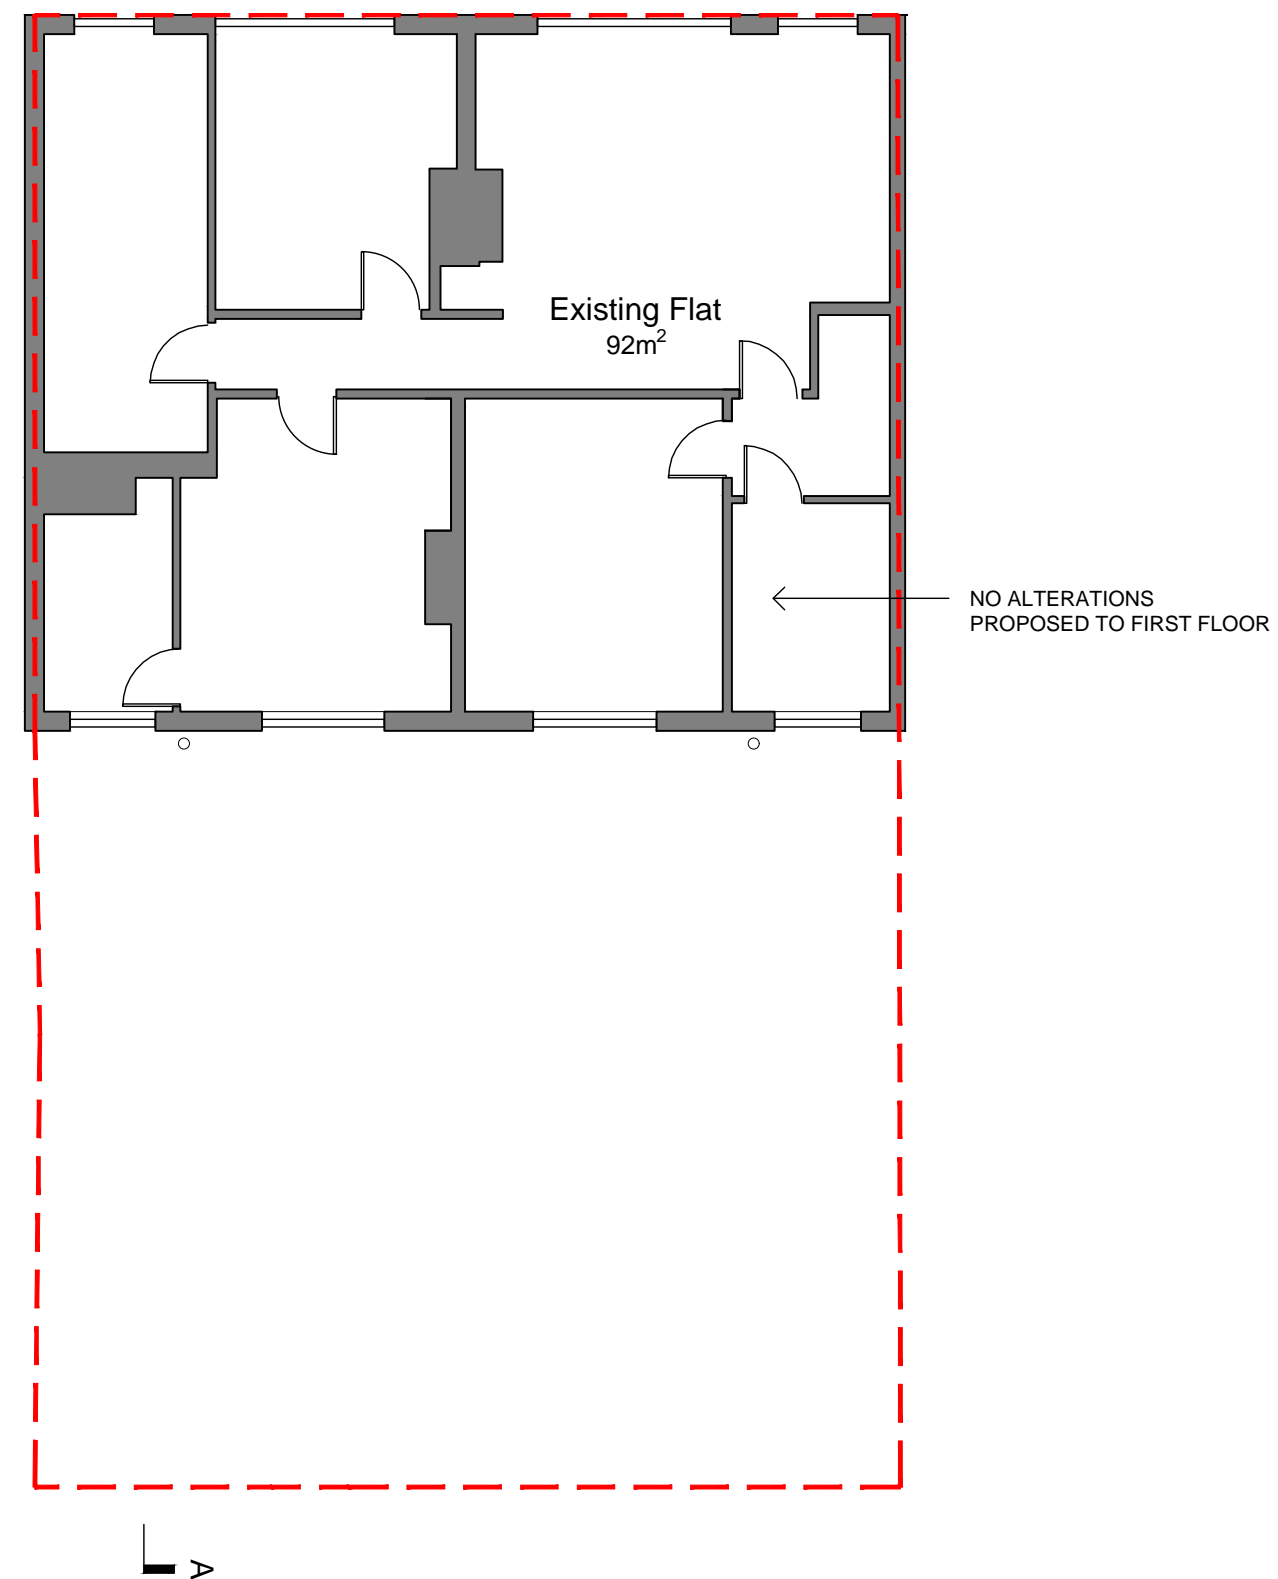 Existing Flat
92m²
NO ALTERATIONS
PROPOSED TO FIRST FLOOR
A